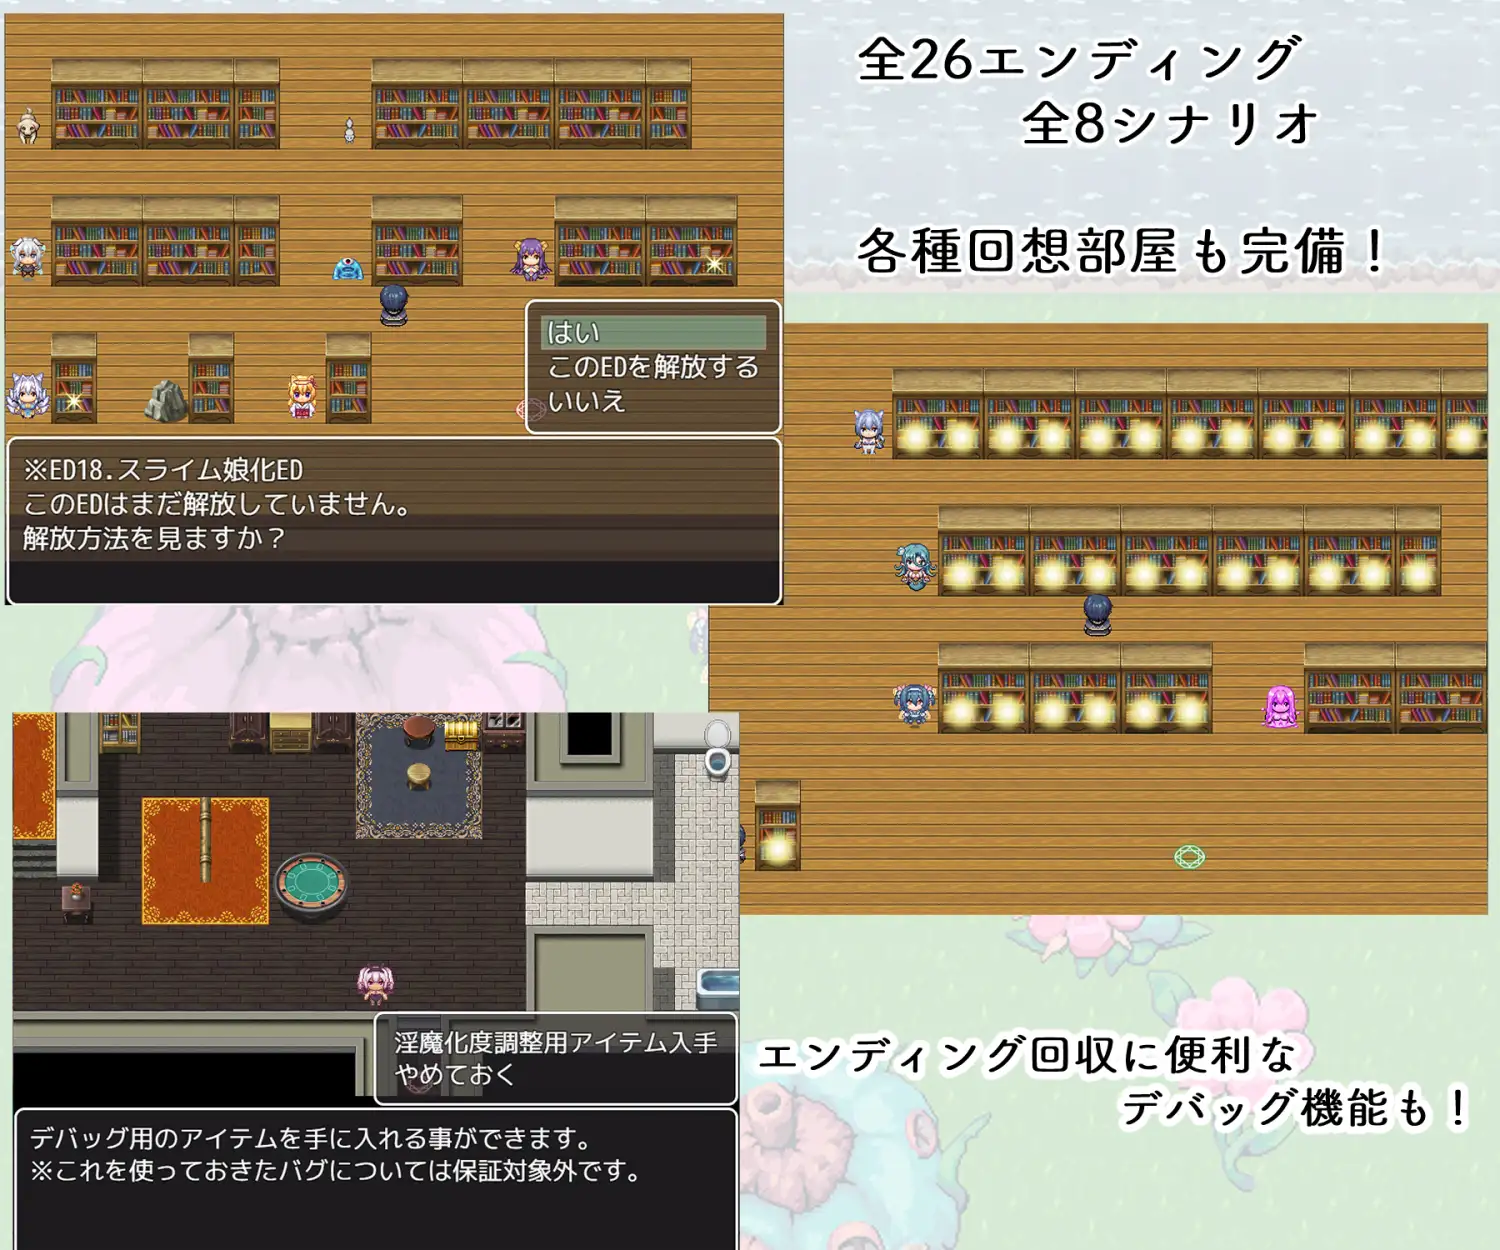 全26エンディング
全8シナリオ
各種回想部屋も完備！
はい
このEDを解放する
いいえ
※ED18.スライム娘化ED
このEDはまだ解放していません。
解放方法を見ますか？
淫魔化度調整用アイテム入手
やめておく
デバッグ用のアイテムを手に入れる事ができます。
※これを使っておきたバグについては保証対象外です。
エンディング回収に便利な
デバッグ機能も！